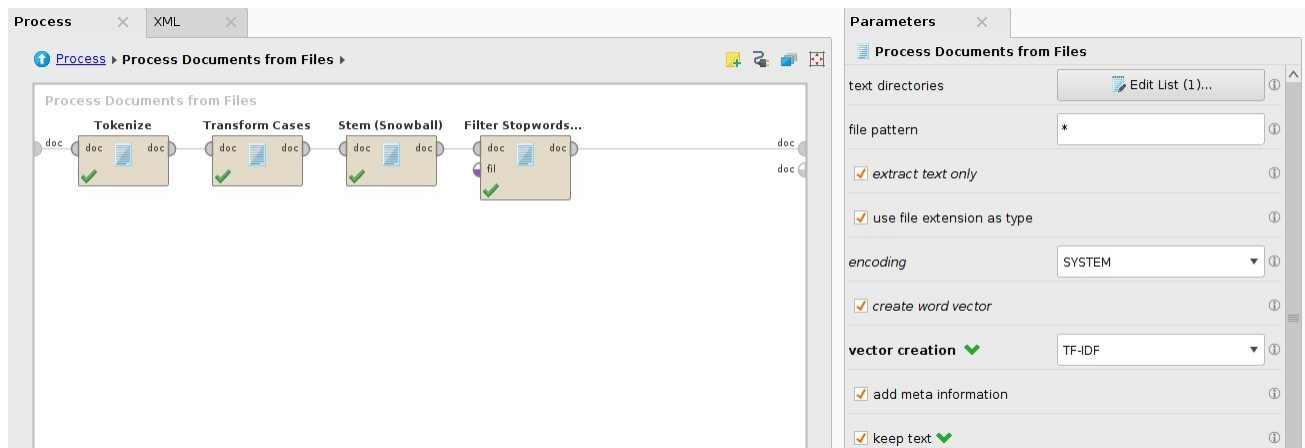 Process
XML
Process Process Documents from Files
Process Documents from Files
Tokenize
Transform Cases
Stem (Snowball)
Filter Stopwords...
doc
doc doc
doc doc
doc doc
doc doc
fil
doc
doc
Parameters
Process Documents from Files
text directories
Edit List (1)...
file pattern
*
extract text only
use file extension as type
encoding
SYSTEM
create word vector
vector creation
TF-IDF
add meta information
keep text